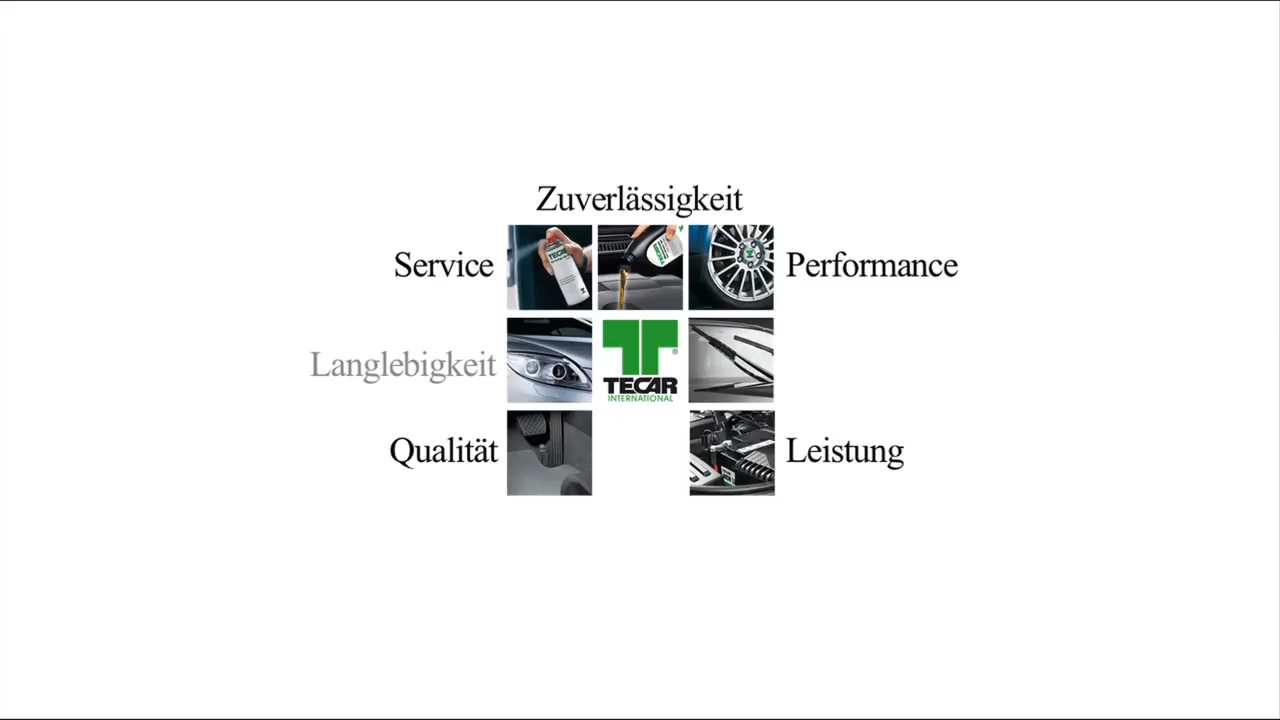 Zuverlässigkeit
Service
Performance
Langlebigkeit
TECAR
INTERNATIONAL
Qualität
Leistung